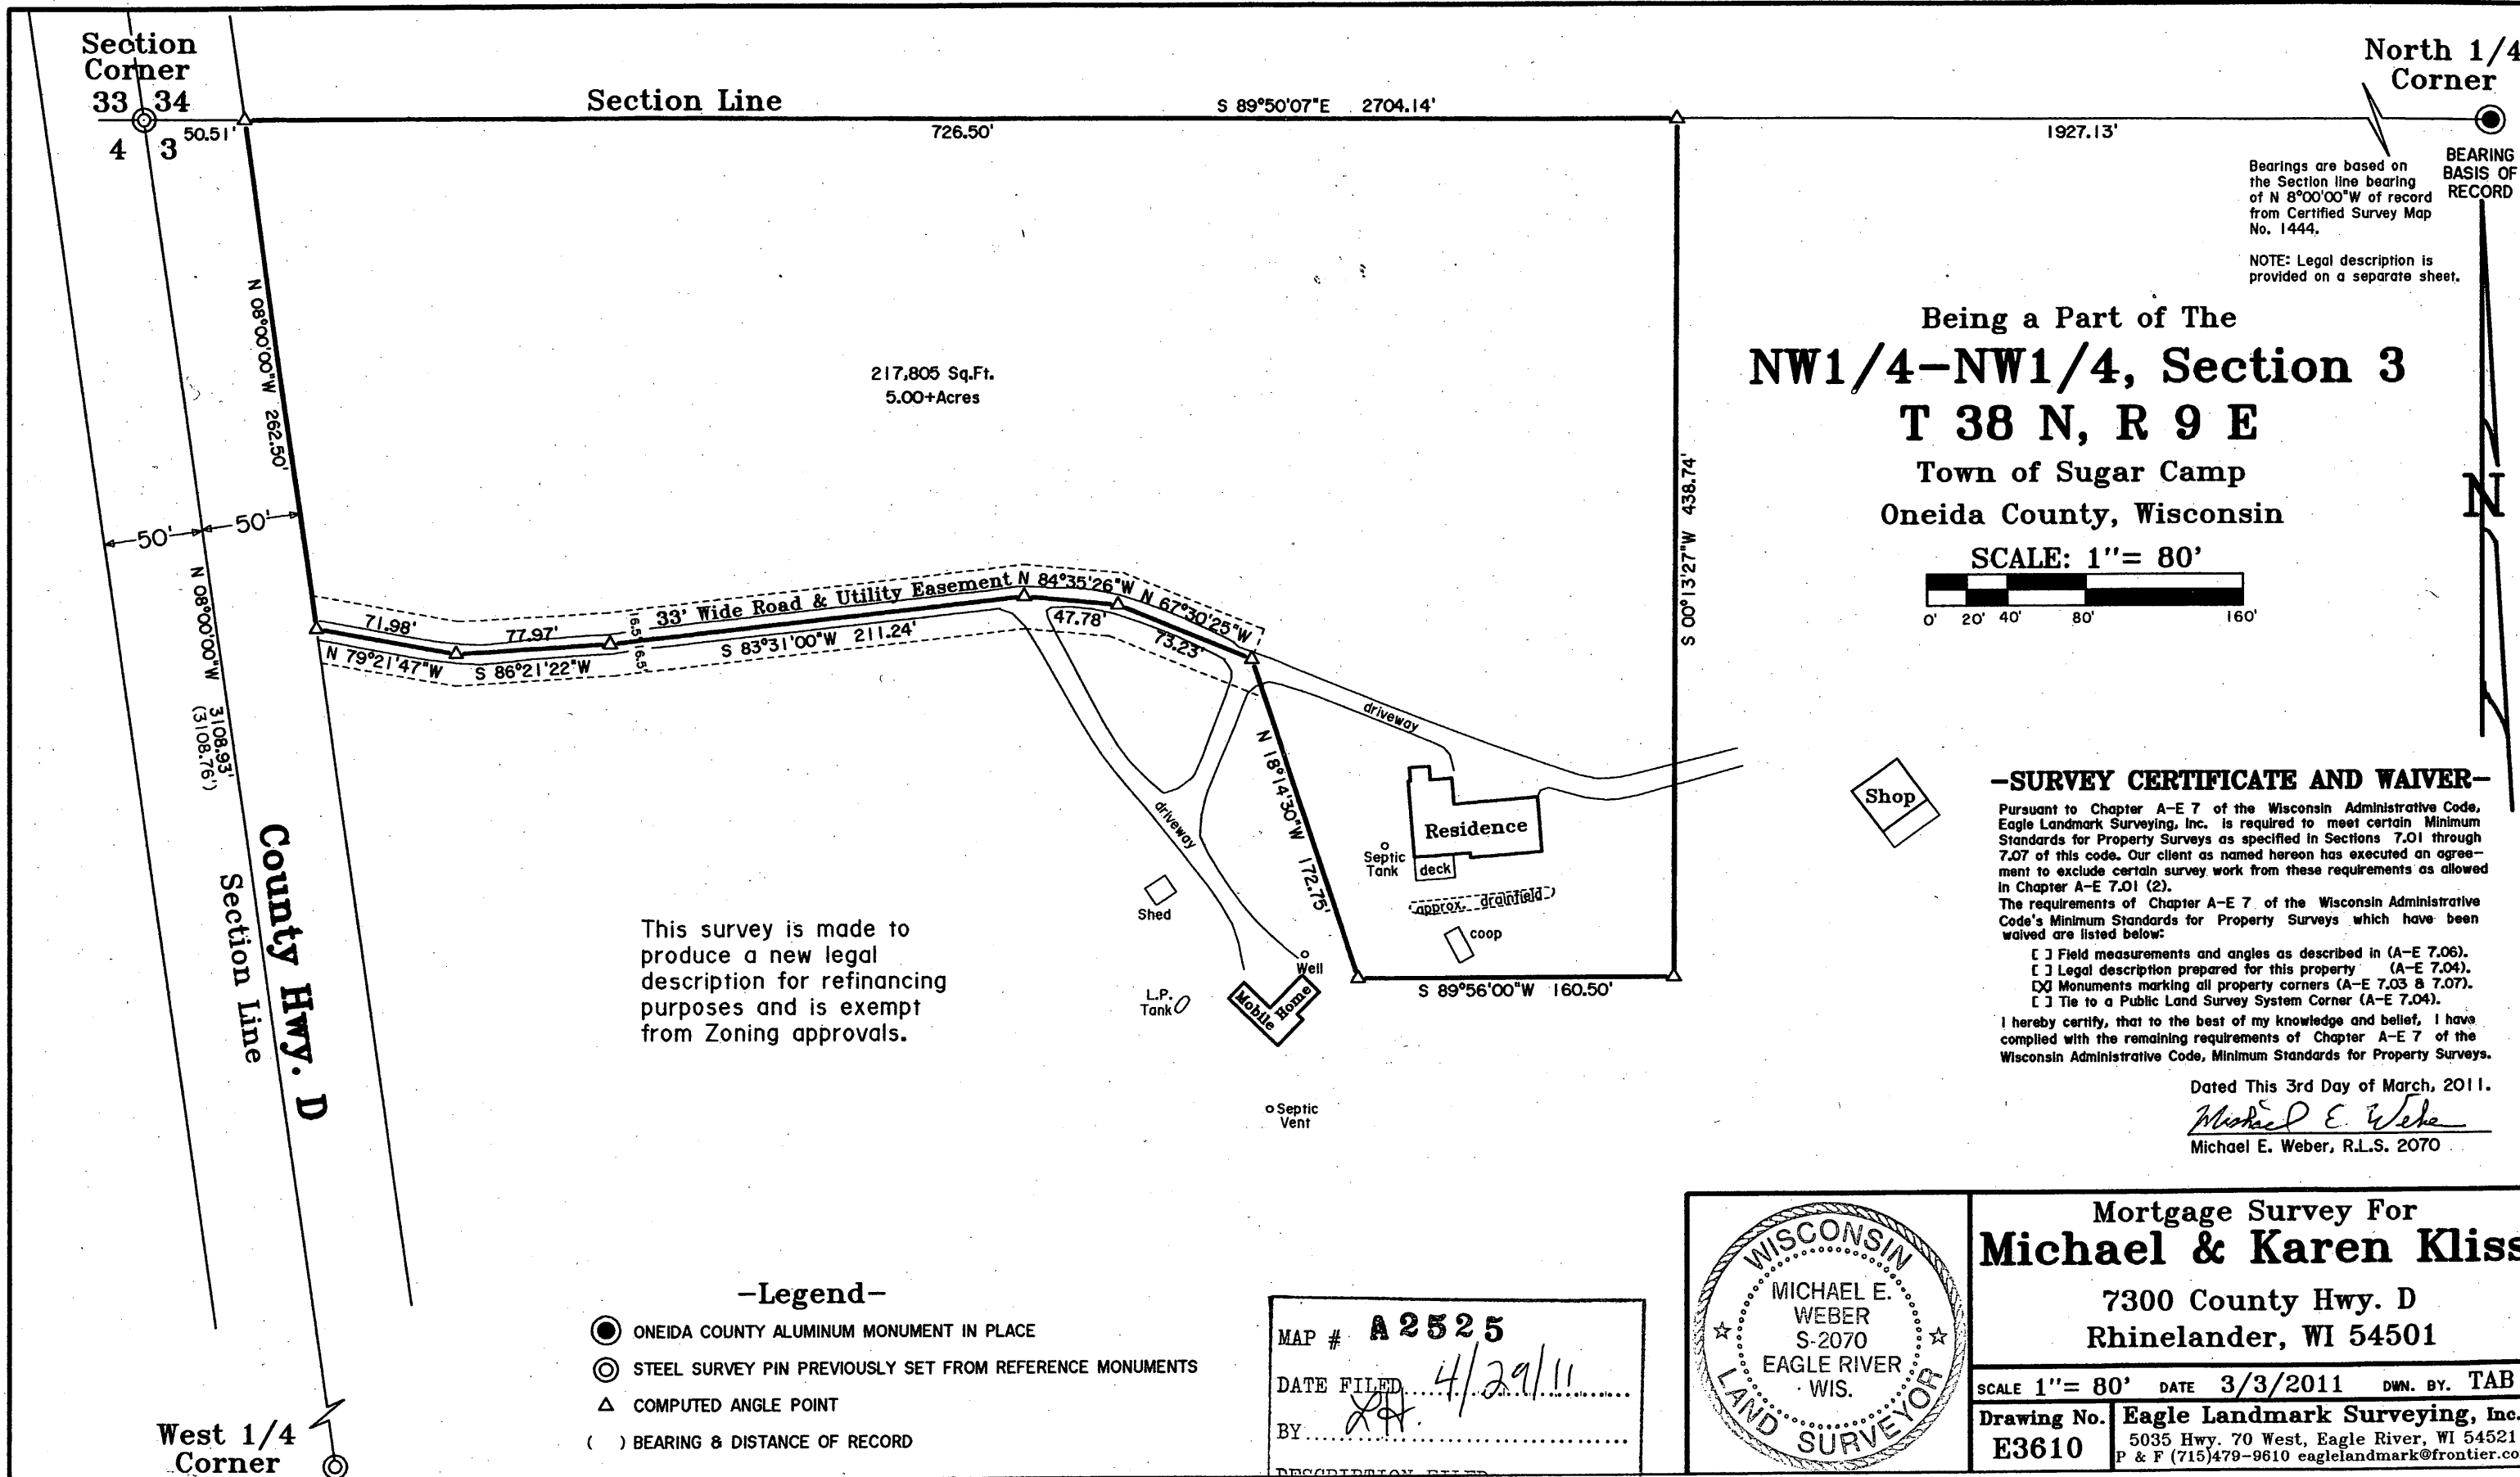 Section
Corner
33 34
4 3
50.51'
Section Line
S 89°50'07"E 2704.14'
726.50'
1927.13'
North 1/4
Corner
BEARING
BASIS OF
RECORD
Bearings are based on
the Section line bearing
of N 8°00'00"W of record
from Certified Survey Map
No. 1444.
NOTE: Legal description is
provided on a separate sheet.
N 08°00'00"W 262.50'
217,805 Sq.Ft.
5.00+Acres
S 00°13'27"W 438.74'
Being a Part of The
NW1/4-NW1/4, Section 3
T 38 N, R 9 E
Town of Sugar Camp
Oneida County, Wisconsin
SCALE: 1"= 80'
0' 20' 40' 80' 160'
N
50' 50'
N 08°00'00"W 3108.93'
(3108.76')
County Hwy. D
Section Line
33' Wide Road & Utility Easement
N 84°35'26"W
N 67°30'25"W
71.98'
77.97'
16.5' 16.5'
47.78'
73.23'
N 79°21'47"W
S 86°21'22"W
S 83°31'00"W 211.24'
driveway
N 18°14'30"W 172.75'
driveway
Residence
Septic
Tank
deck
approx. drainfield
coop
Shop
Shed
Well
L.P.
Tank
Mobile Home
S 89°56'00"W 160.50'
Septic
Vent
This survey is made to
produce a new legal
description for refinancing
purposes and is exempt
from Zoning approvals.
-SURVEY CERTIFICATE AND WAIVER-
Pursuant to Chapter A-E 7 of the Wisconsin Administrative Code,
Eagle Landmark Surveying, Inc. is required to meet certain Minimum
Standards for Property Surveys as specified in Sections 7.01 through
7.07 of this code. Our client as named hereon has executed an agree-
ment to exclude certain survey work from these requirements as allowed
in Chapter A-E 7.01 (2).
The requirements of Chapter A-E 7 of the Wisconsin Administrative
Code's Minimum Standards for Property Surveys which have been
waived are listed below:
[ ] Field measurements and angles as described in (A-E 7.06).
[ ] Legal description prepared for this property (A-E 7.04).
[X] Monuments marking all property corners (A-E 7.03 & 7.07).
[ ] Tie to a Public Land Survey System Corner (A-E 7.04).
I hereby certify, that to the best of my knowledge and belief, I have
complied with the remaining requirements of Chapter A-E 7 of the
Wisconsin Administrative Code, Minimum Standards for Property Surveys.
Dated This 3rd Day of March, 2011.
Michael E. Weber
Michael E. Weber, R.L.S. 2070
-Legend-
ONEIDA COUNTY ALUMINUM MONUMENT IN PLACE
STEEL SURVEY PIN PREVIOUSLY SET FROM REFERENCE MONUMENTS
COMPUTED ANGLE POINT
( ) BEARING & DISTANCE OF RECORD
West 1/4
Corner
MAP # A2525
DATE FILED 4/29/11
BY
DESCRIPTION FILED
WISCONSIN
MICHAEL E.
WEBER
S-2070
EAGLE RIVER
WIS.
LAND SURVEYOR
Mortgage Survey For
Michael & Karen Kliss
7300 County Hwy. D
Rhinelander, WI 54501
SCALE 1"= 80' DATE 3/3/2011 DWN. BY. TAB
Drawing No.
E3610
Eagle Landmark Surveying, Inc.
5035 Hwy. 70 West, Eagle River, WI 54521
P & F (715)479-9610 eaglelandmark@frontier.co